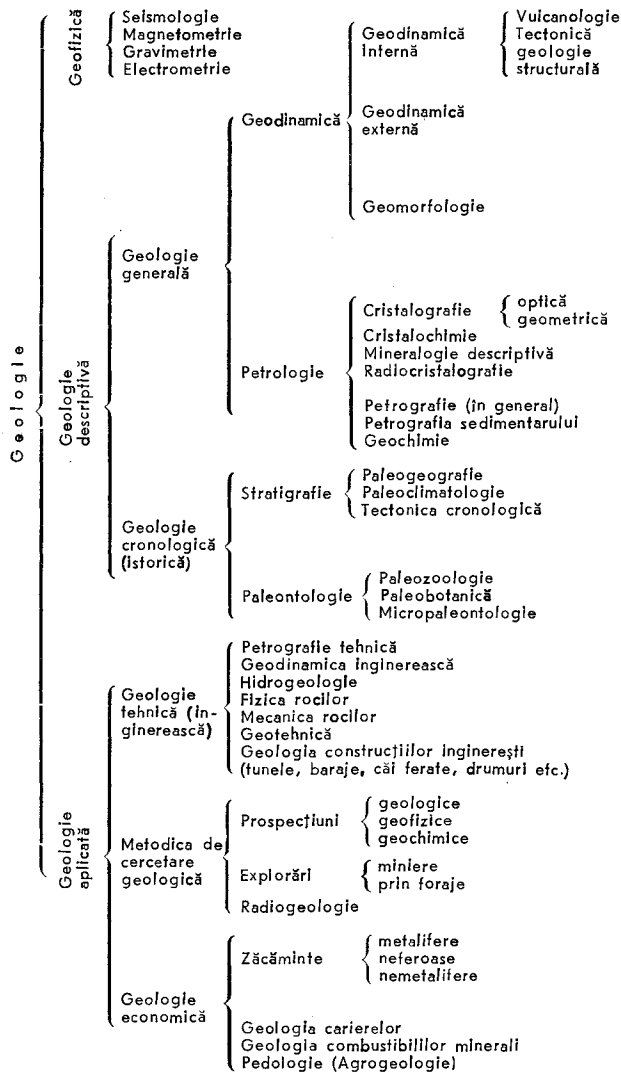 Geologie
Geofizică
Seismologie
Magnetometrie
Gravimetrie
Electrometrie
Geologie
descriptivă
Geologie
generală
Geodinamică
Geodinamică
internă
Vulcanologie
Tectonică
geologie
structurală
Geodinamică
externă
Geomorfologie
Petrologie
Cristalografie
optică
geometrică
Cristalochimie
Mineralogie descriptivă
Radiocristalografie
Petrografie (în general)
Petrografia sedimentarului
Geochimie
Geologie
cronologică
(istorică)
Stratigrafie
Paleogeografie
Paleoclimatologie
Tectonica cronologică
Paleontologie
Paleozoologie
Paleobotanică
Micropaleontologie
Geologie
aplicată
Geologie
tehnică (in-
ginerească)
Petrografie tehnică
Geodinamica inginerească
Hidrogeologie
Fizica rocilor
Mecanica rocilor
Geotehnică
Geologia construcțiilor inginerești
(tunele, baraje, căi ferate, drumuri etc.)
Metodica de
cercetare
geologică
Prospecțiuni
geologice
geofizice
geochimice
Explorări
miniere
prin foraje
Radiogeologie
Geologie
economică
Zăcăminte
metalifere
neferoase
nemetalifere
Geologia carierelor
Geologia combustibililor minerali
Pedologie (Agrogeologie)